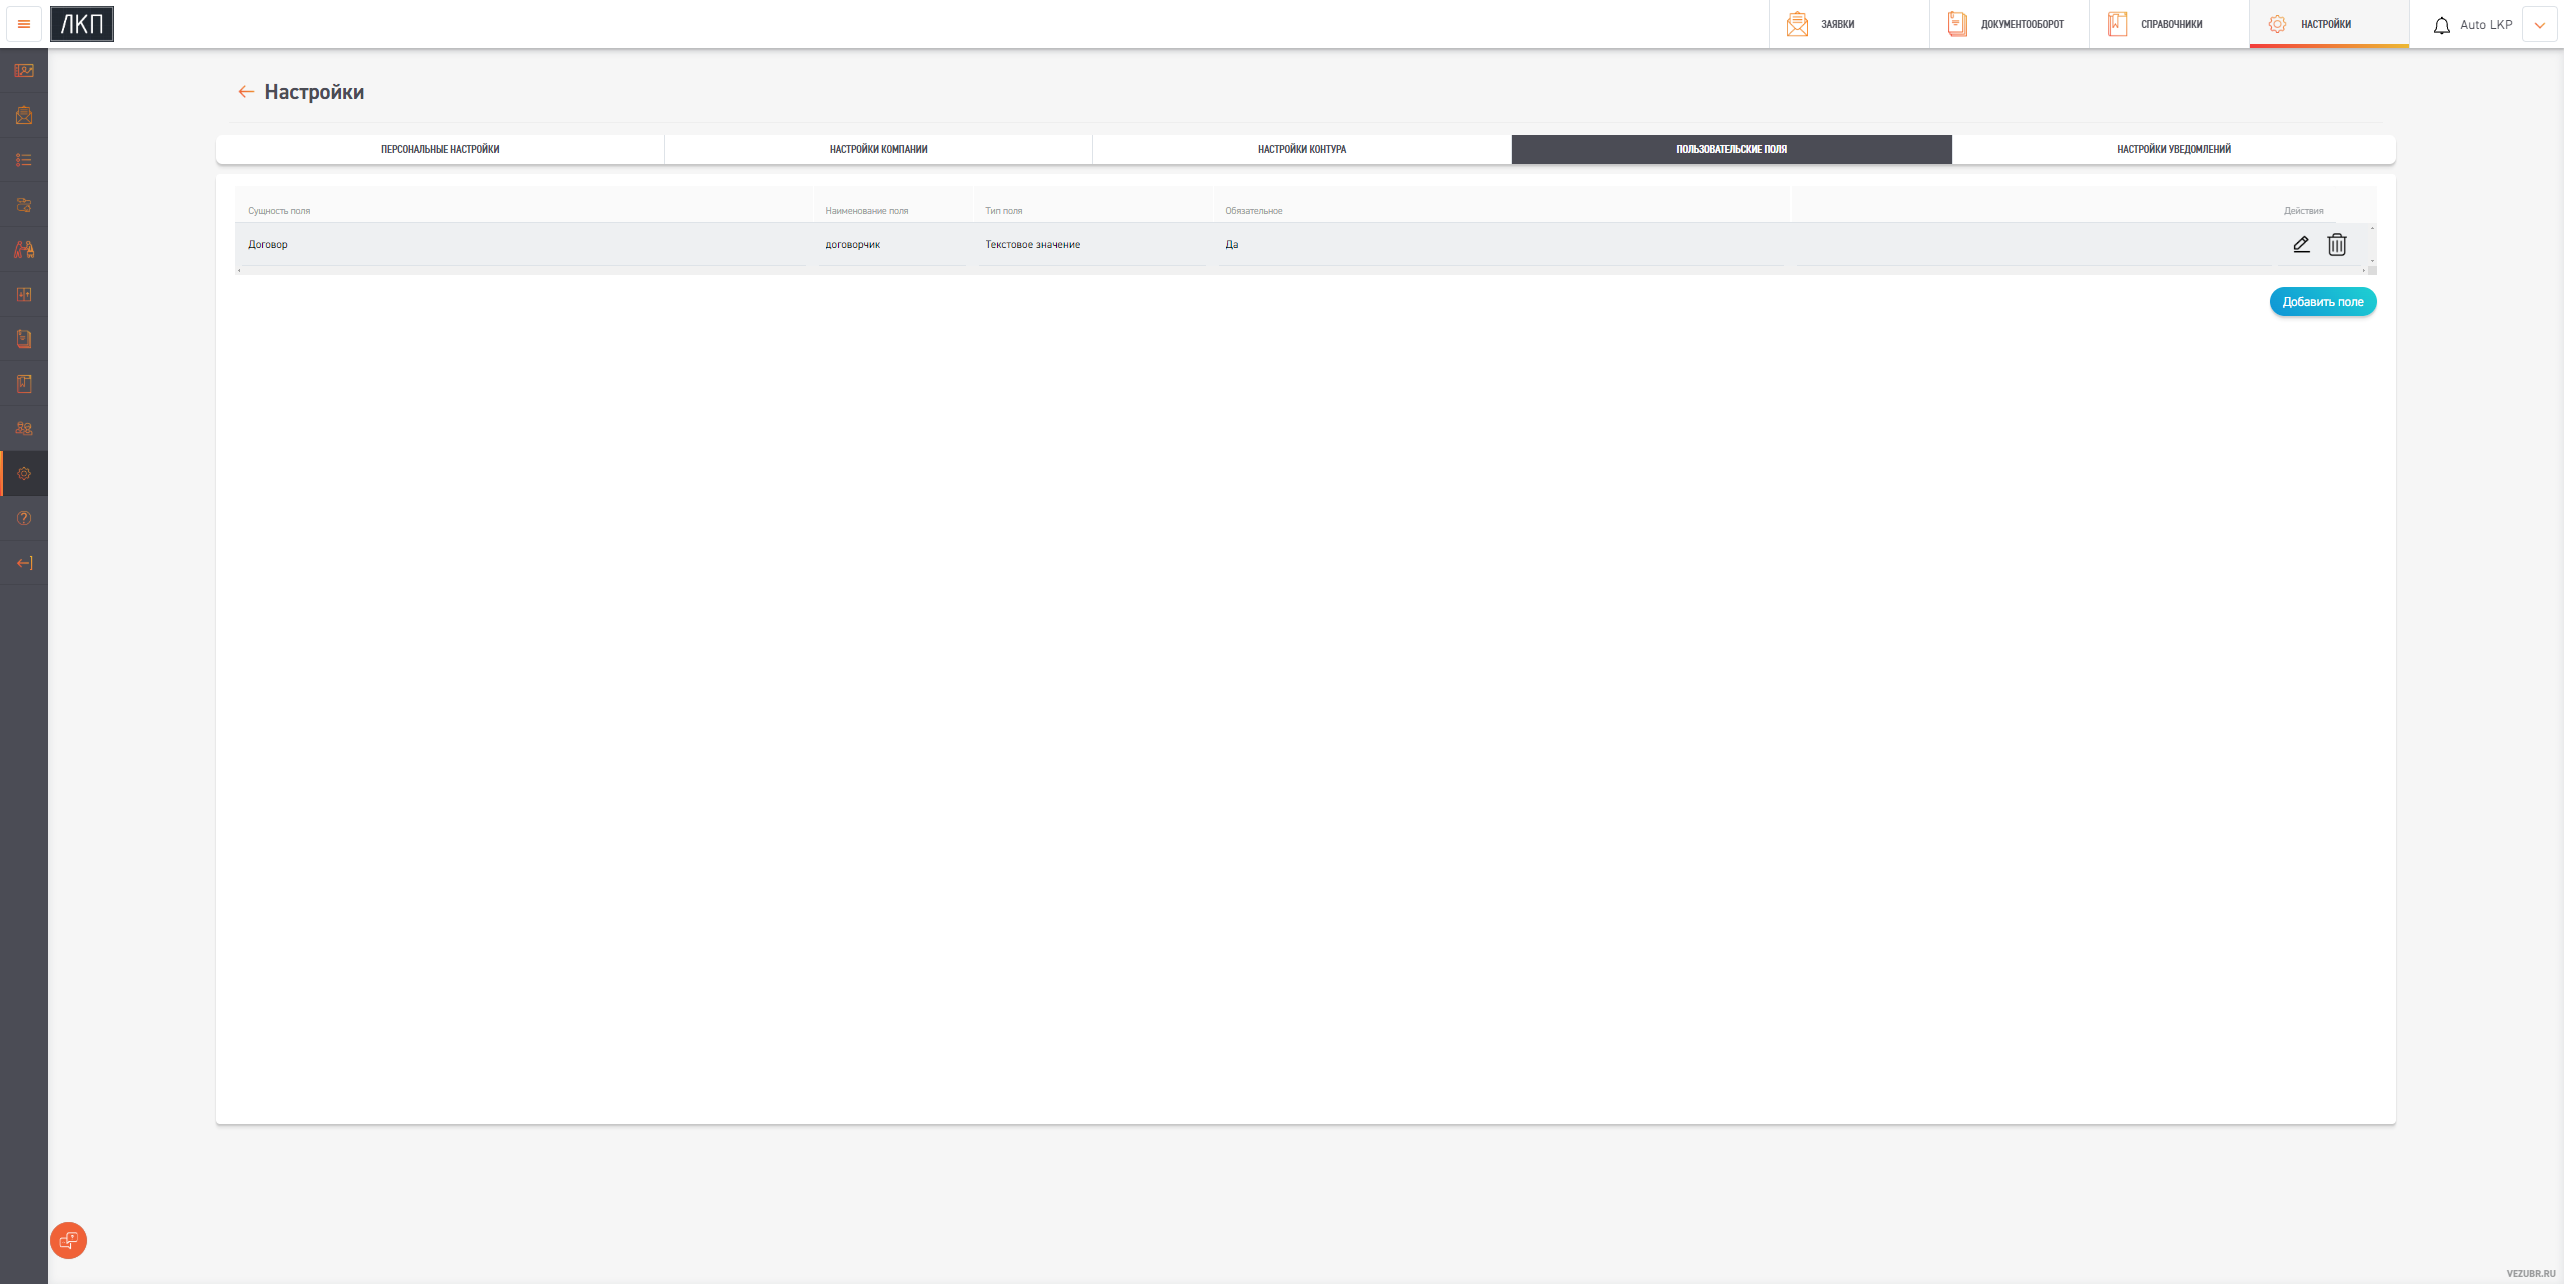 ЛКП
ЗАЯВКИ
ДОКУМЕНТООБОРОТ
СПРАВОЧНИКИ
НАСТРОЙКИ
Auto LKP
Настройки
ПЕРСОНАЛЬНЫЕ НАСТРОЙКИ
НАСТРОЙКИ КОМПАНИИ
НАСТРОЙКИ КОНТУРА
ПОЛЬЗОВАТЕЛЬСКИЕ ПОЛЯ
НАСТРОЙКИ УВЕДОМЛЕНИЙ
Сущность поля
Наименование поля
Тип поля
Обязательное
Действия
Договор
договорчик
Текстовое значение
Да
Добавить поле
VEZUBR.RU